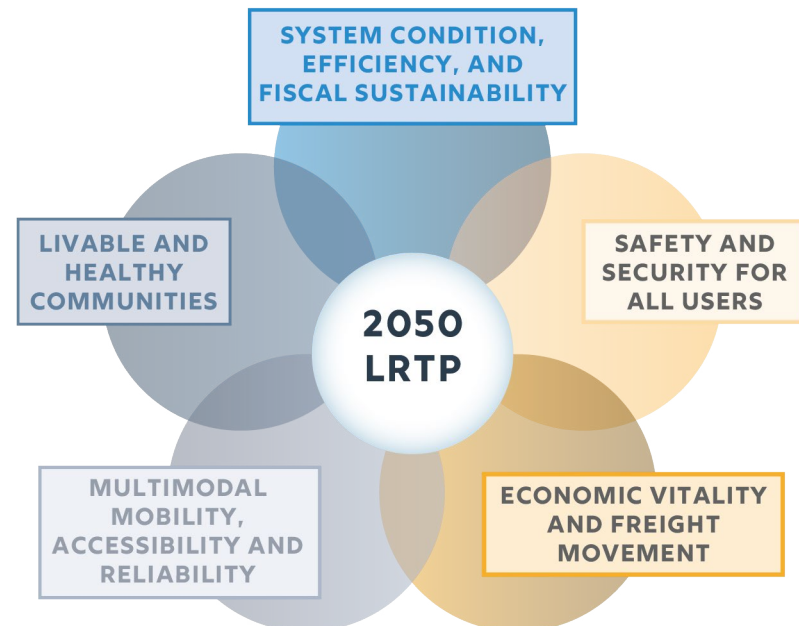 SYSTEM CONDITION,
EFFICIENCY, AND
FISCAL SUSTAINABILITY
LIVABLE AND
HEALTHY
COMMUNITIES
SAFETY AND
SECURITY FOR
ALL USERS
2050
LRTP
MULTIMODAL
MOBILITY,
ACCESSIBILITY AND
RELIABILITY
ECONOMIC VITALITY
AND FREIGHT
MOVEMENT